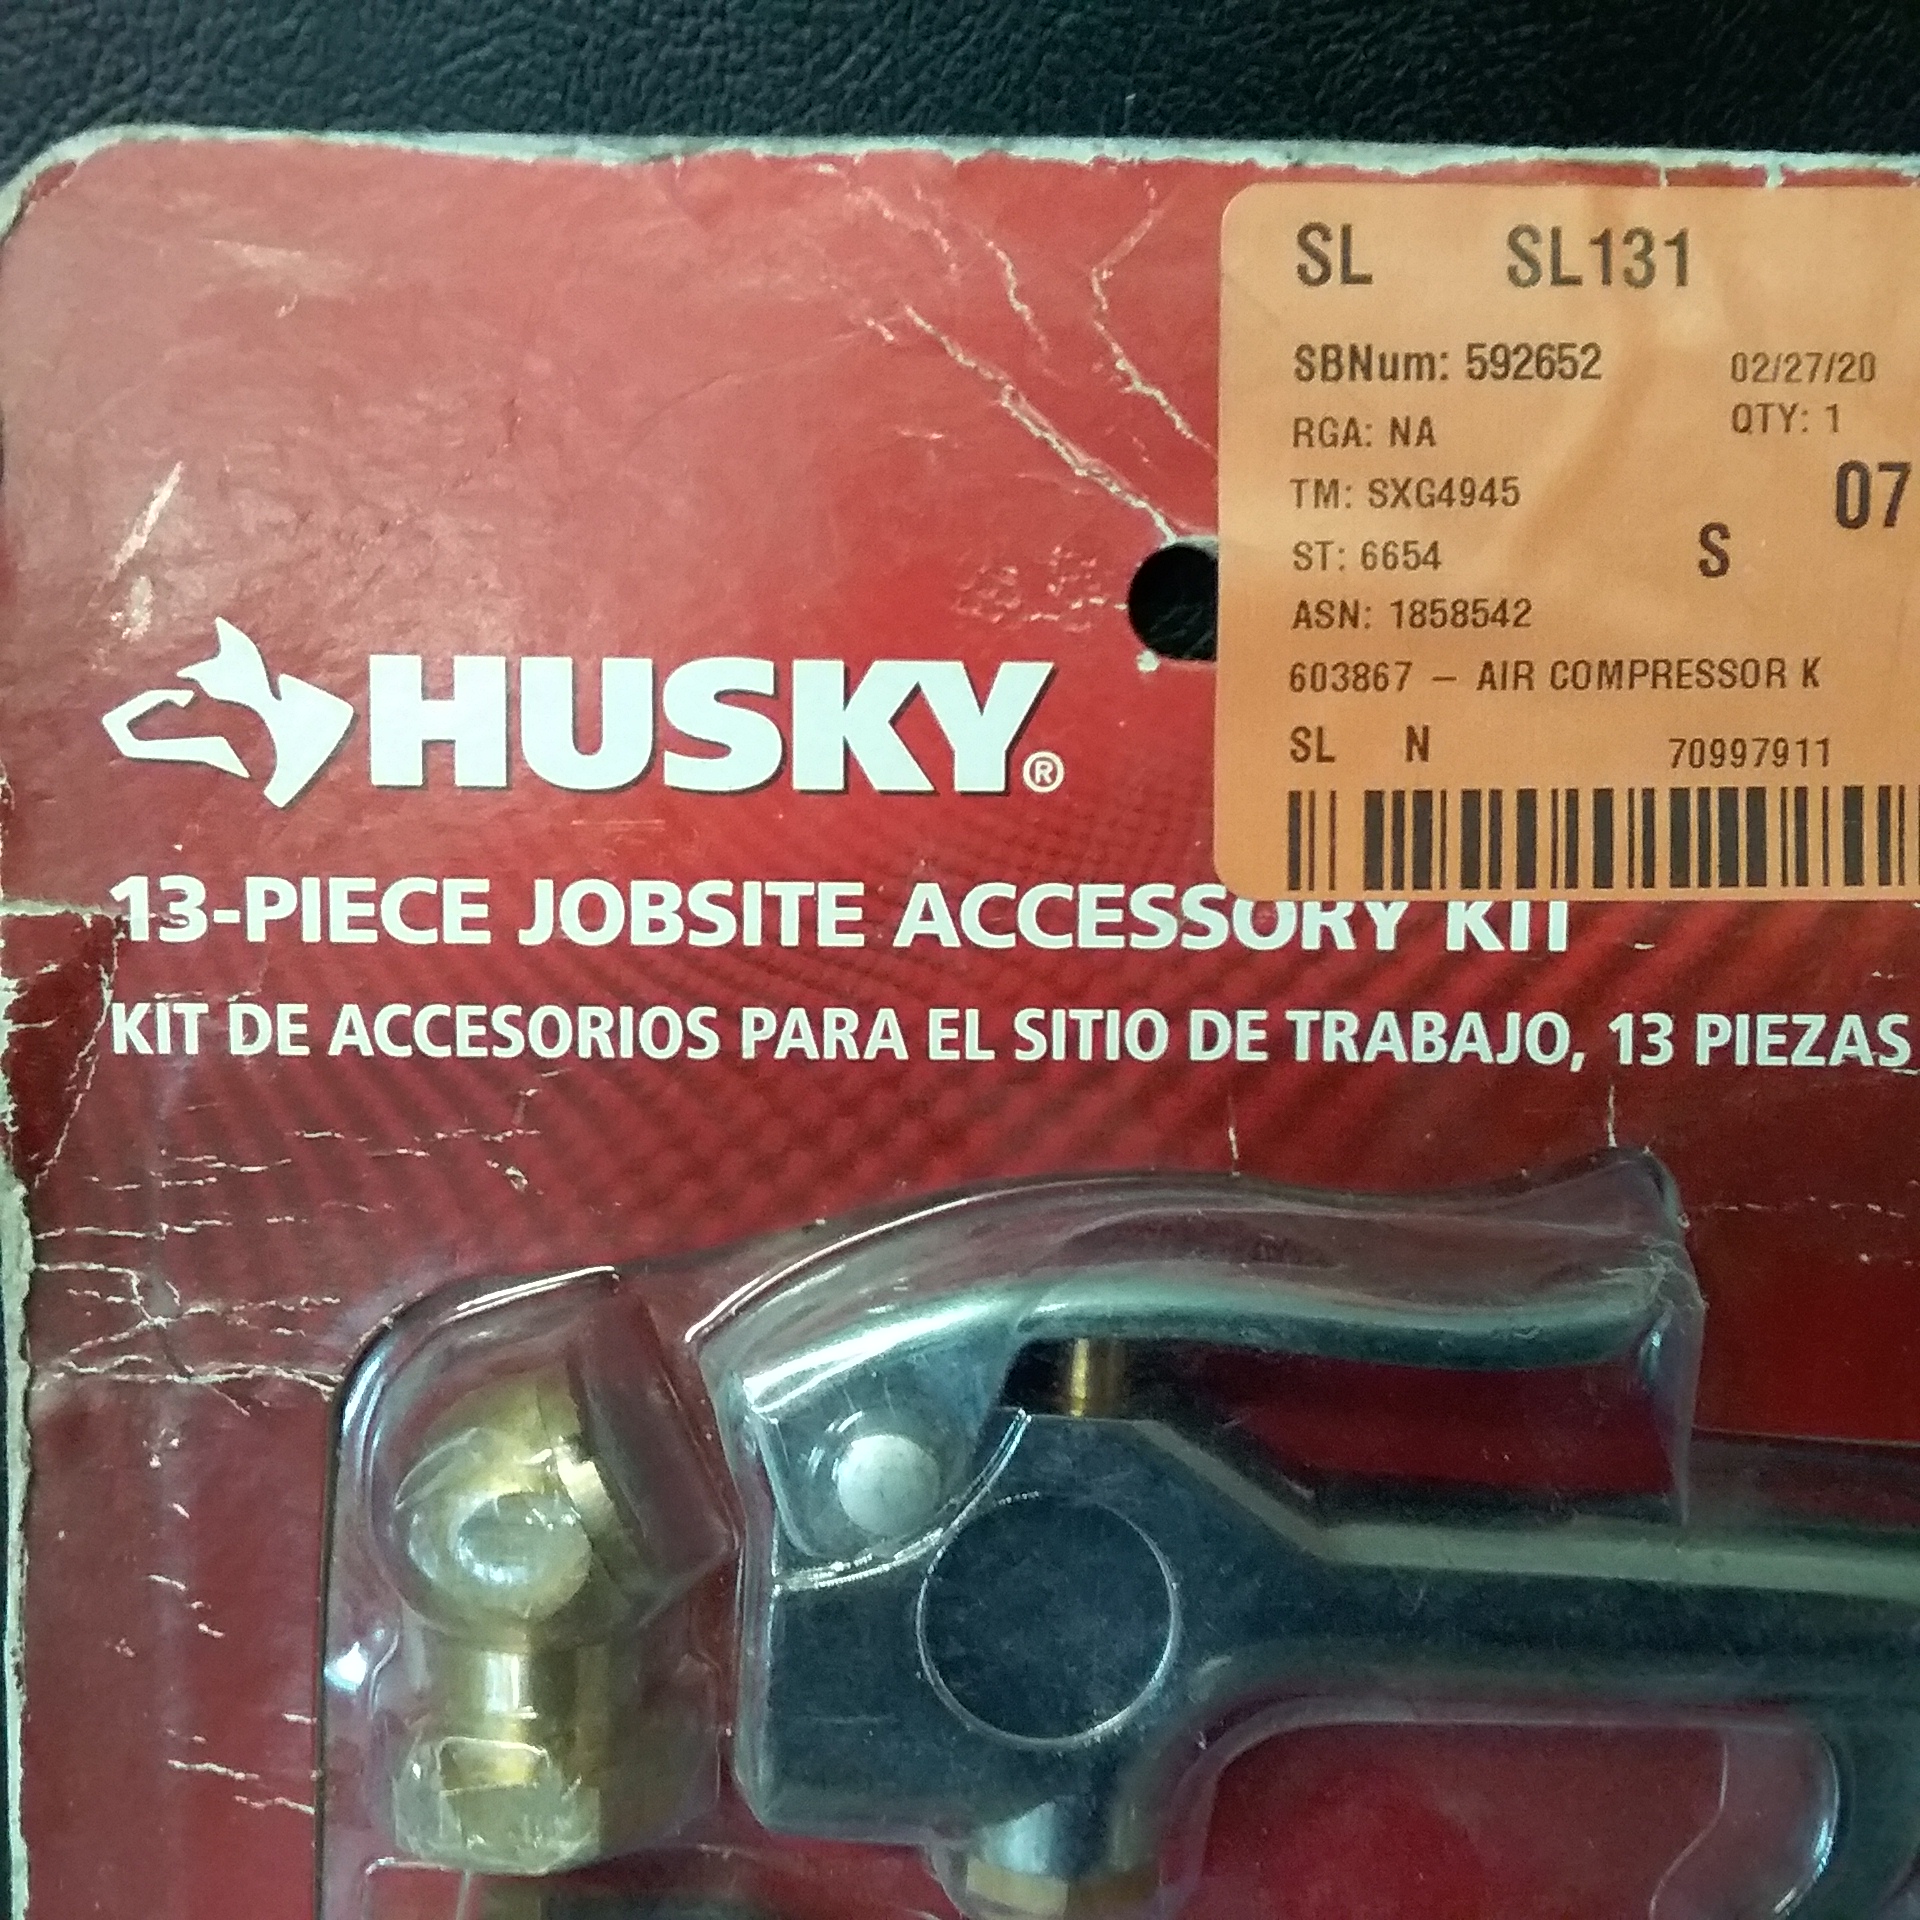 SL SL131
SBNum: 592652 02/27/20
RGA: NA QTY: 1
TM: SXG4945 07
ST: 6654 S
ASN: 1858542
603867 – AIR COMPRESSOR K
SL N 70997911
HUSKY®
13-PIECE JOBSITE ACCESSORY KIT
KIT DE ACCESORIOS PARA EL SITIO DE TRABAJO, 13 PIEZAS